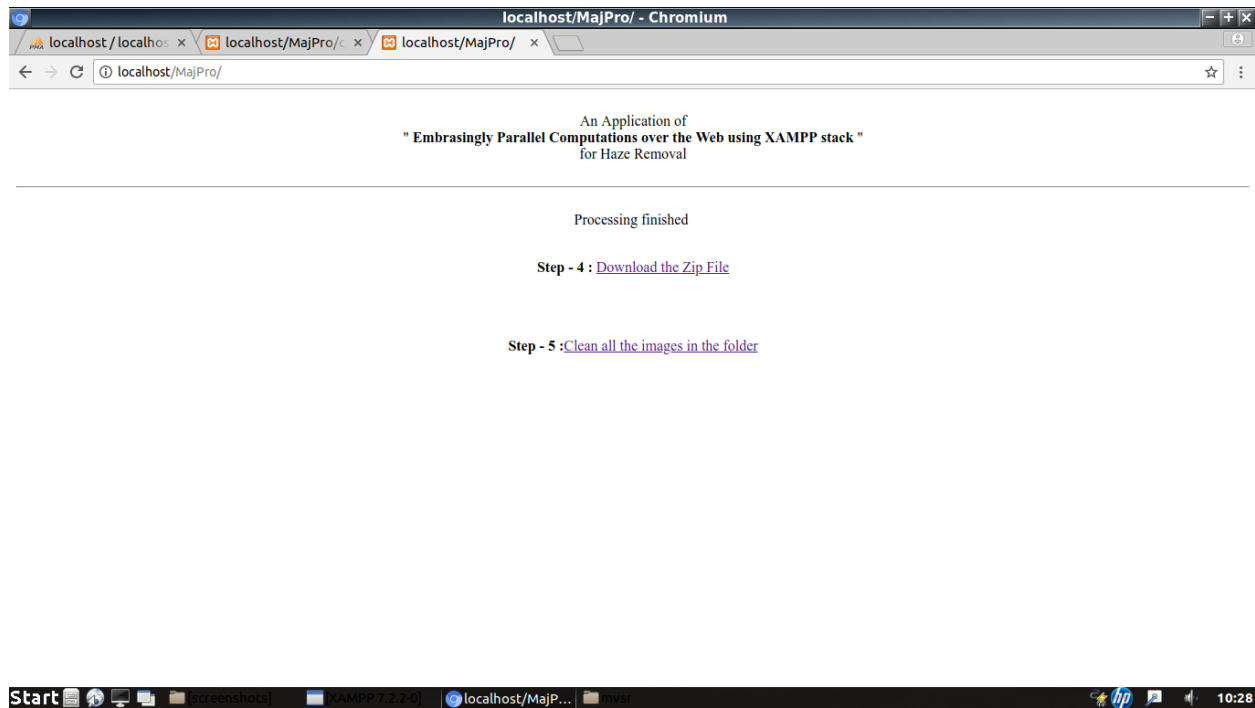 localhost/MajPro/ - Chromium
localhost / localhos
localhost/MajPro/c
localhost/MajPro/
localhost/MajPro/
An Application of
" Embrasingly Parallel Computations over the Web using XAMPP stack "
for Haze Removal
Processing finished
Step - 4 : Download the Zip File
Step - 5 :Clean all the images in the folder
Start [screenshots] [XAMPP 7.2.2-0] localhost/MajP... mvsr hp 10:28